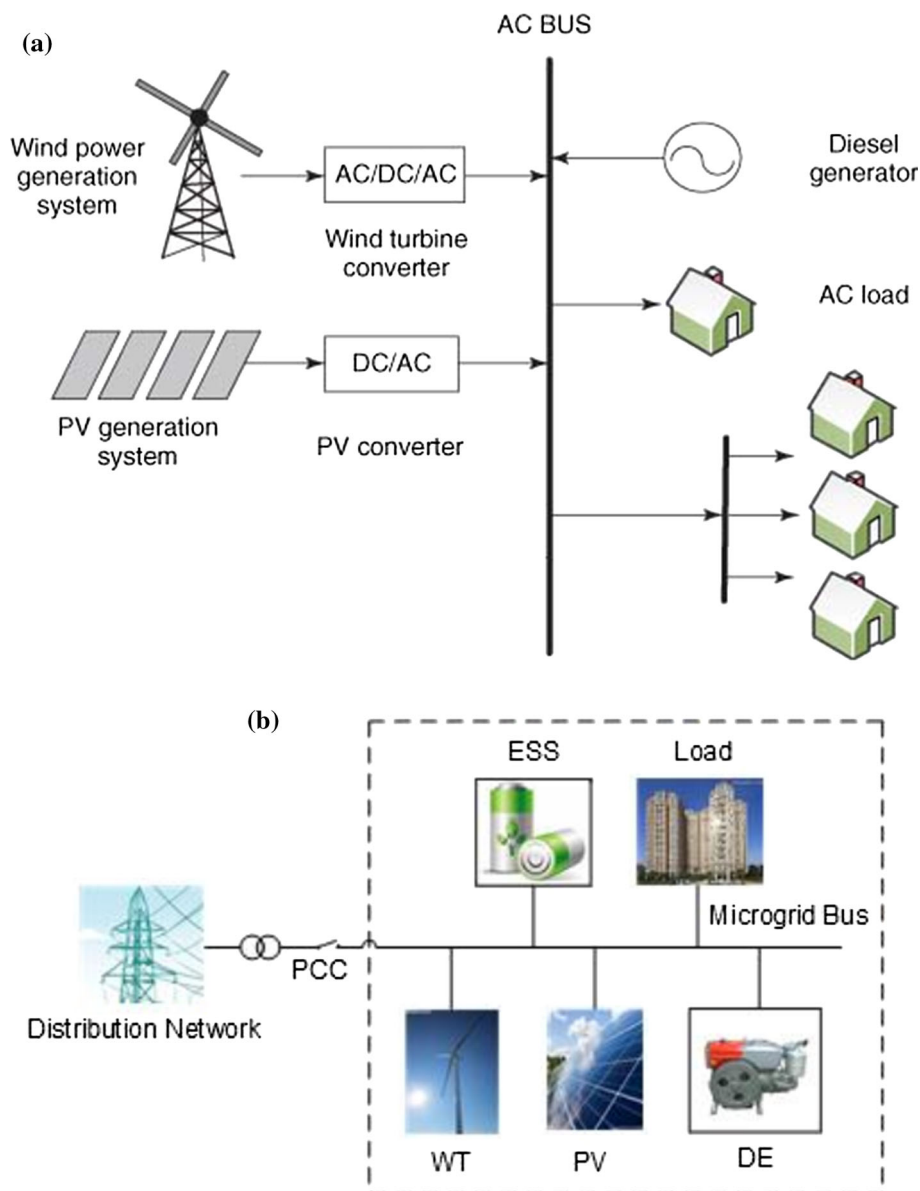 (a)
AC BUS
Wind power
generation
system
AC/DC/AC
Wind turbine
converter
Diesel
generator
AC load
DC/AC
PV generation
system
PV converter
(b)
ESS
Load
Microgrid Bus
PCC
Distribution Network
WT
PV
DE